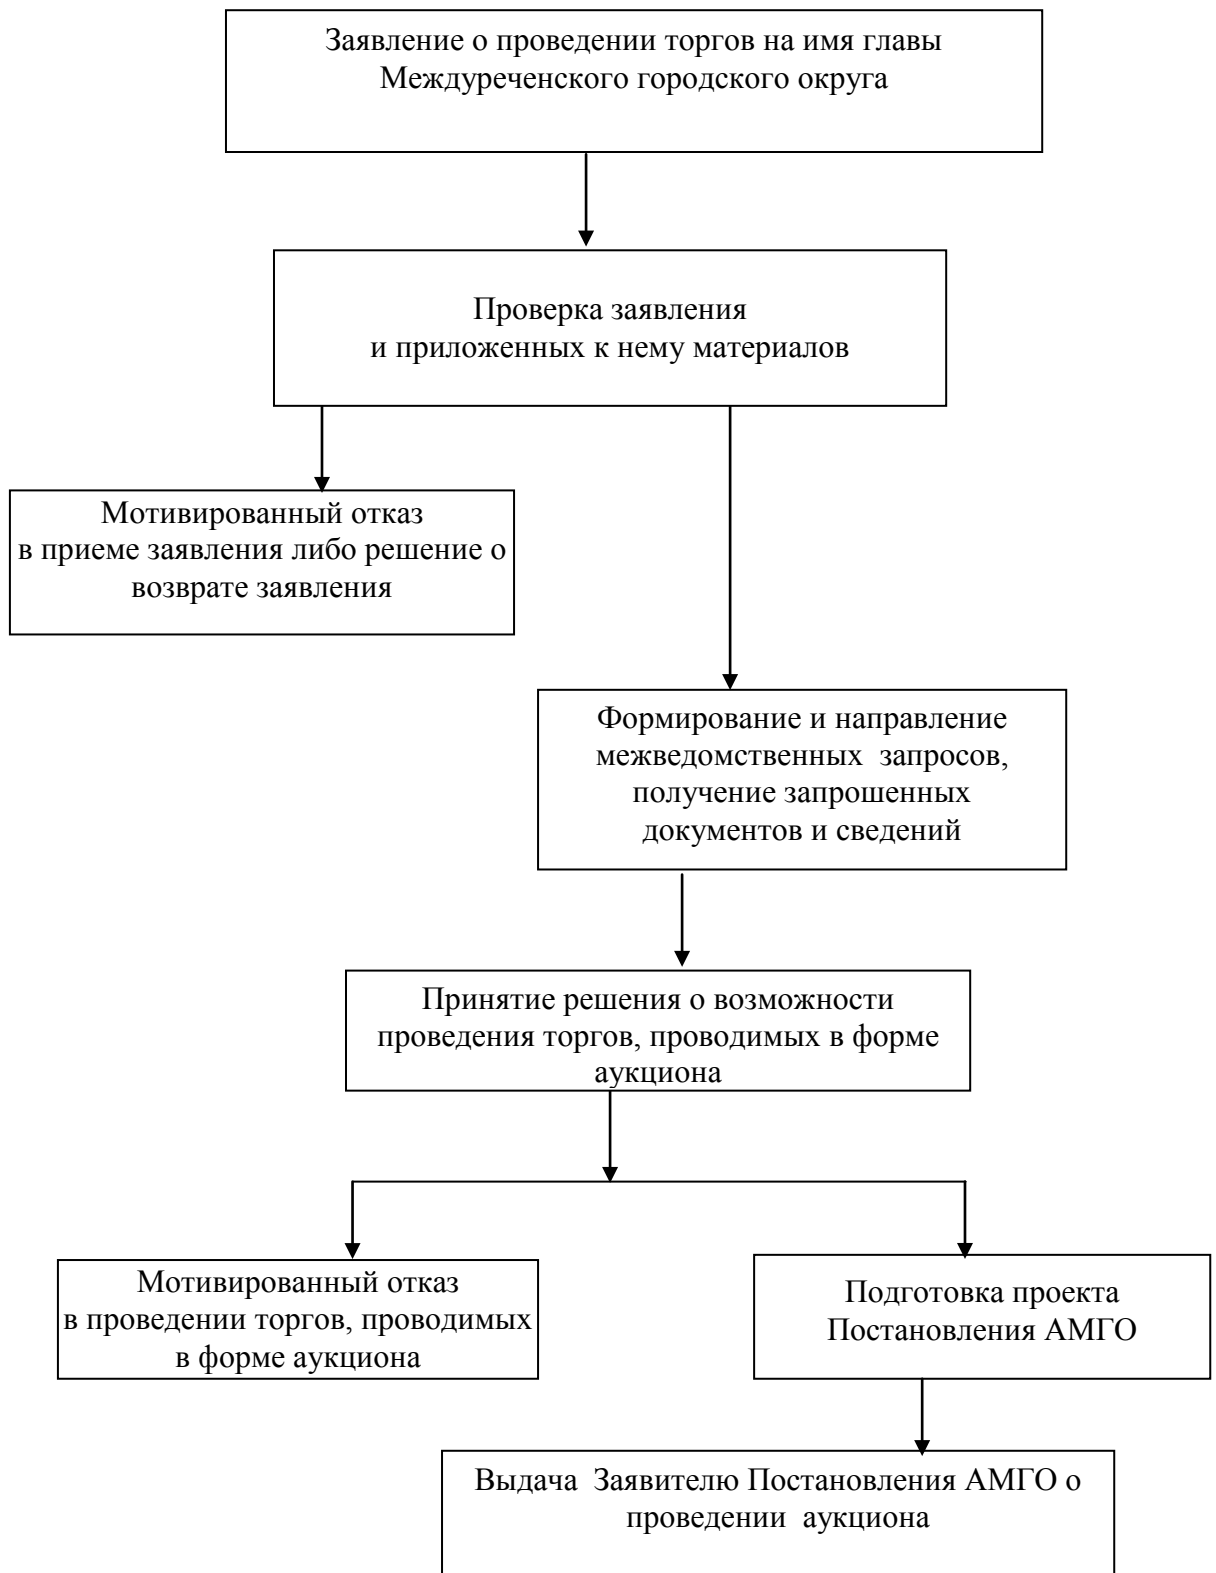 Заявление о проведении торгов на имя главы
Междуреченского городского округа
Проверка заявления
и приложенных к нему материалов
Мотивированный отказ
в приеме заявления либо решение о
возврате заявления
Формирование и направление
межведомственных запросов,
получение запрошенных
документов и сведений
Принятие решения о возможности
проведения торгов, проводимых в форме
аукциона
Мотивированный отказ
в проведении торгов, проводимых
в форме аукциона
Подготовка проекта
Постановления АМГО
Выдача Заявителю Постановления АМГО о
проведении аукциона